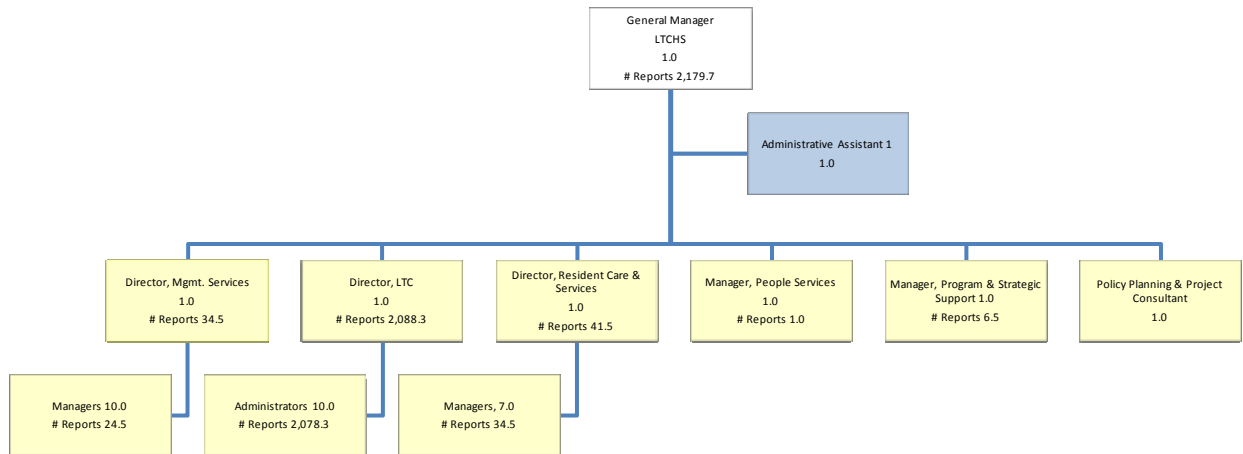 General Manager
LTCHS
1.0
# Reports 2,179.7
Administrative Assistant 1
1.0
Director, Mgmt. Services
1.0
# Reports 34.5
Director, LTC
1.0
# Reports 2,088.3
Director, Resident Care &
Services
1.0
# Reports 41.5
Manager, People Services
1.0
# Reports 1.0
Manager, Program & Strategic
Support 1.0
# Reports 6.5
Policy Planning & Project
Consultant
1.0
Managers 10.0
# Reports 24.5
Administrators 10.0
# Reports 2,078.3
Managers, 7.0
# Reports 34.5